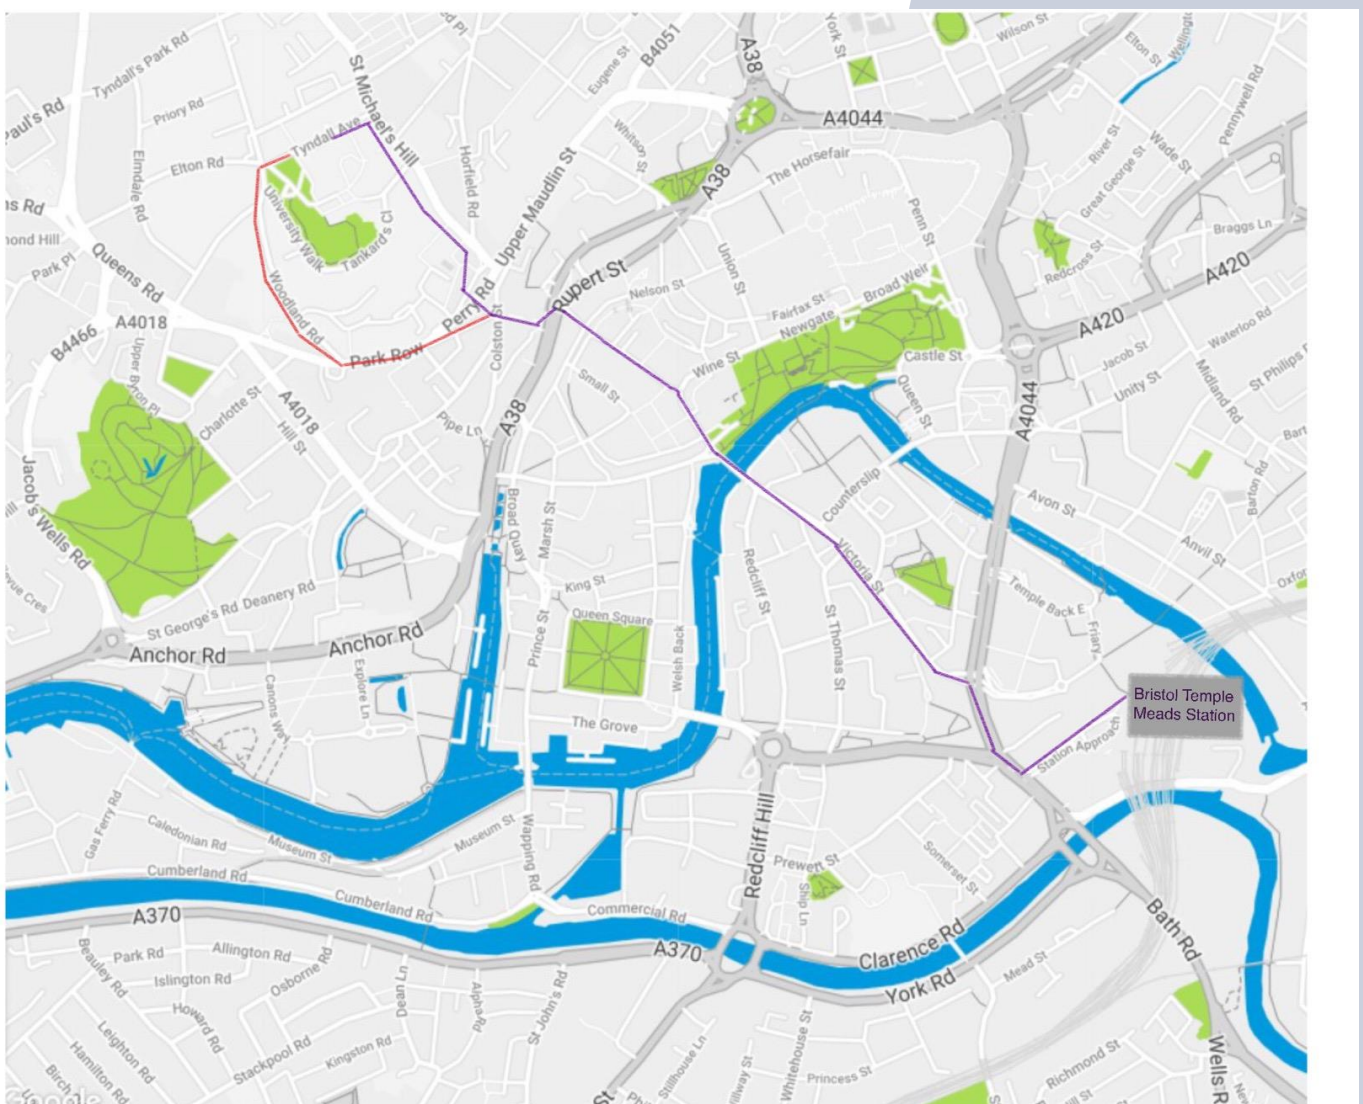 York St
Wilson St
A38
B4051
Eugene St
Elton St
Tyndall's Park Rd
St Michael's Hill
Pennywell Rd
Priory Rd
A4044
Tyndall Ave
Whitson St
River St
Wade St
Elton Rd
Elmdale Rd
Horfield Rd
Upper Maudlin St
A38
The Horsefair
Great George St
University Walk
Tankard's Cl
Penn St
Braggs Ln
Park Pl
Queens Rd
Woodland Rd
Perry Rd
Rupert St
Union St
Nelson St
Fairfax St
Broad Weir
Newgate
Redcross St
A420
A420
B4466
A4018
Upper Byron Pl
Park Row
Colston St
Wine St
Castle St
Waterloo Rd
Jacob St
Unity St
Midland Rd
Charlotte St
A4018
Hill St
Pipe Ln
A38
Small St
Queen St
A4044
Jacob's Wells Rd
Broad Quay
Marsh St
Counterslip
Avon St
Barton Rd
Anvil St
Victoria St
Redcliff St
King St
Queen Square
Temple Back E
Friary
St George's Rd
Deanery Rd
Anchor Rd
Anchor Rd
Prince St
Welsh Back
St Thomas St
Explore Ln
Canons Way
The Grove
Bristol Temple
Meads Station
Station Approach
Gas Ferry Rd
Caledonian Rd
Museum St
Museum St
Wapping Rd
Redcliff Hill
Prewett St
Ship Ln
Somerset St
Cumberland Rd
Cumberland Rd
Commercial Rd
A370
A370
Clarence Rd
York Rd
Bath Rd
Mead St
Beauley Rd
Park Rd
Allington Rd
Islington Rd
Osborne Rd
Dean Ln
Alpha Rd
St John's Rd
Howard Rd
Leighton Rd
Hamilton Rd
Stackpool Rd
Kingston Rd
Stillhouse Ln
Whitehouse St
Princess St
Richmond St